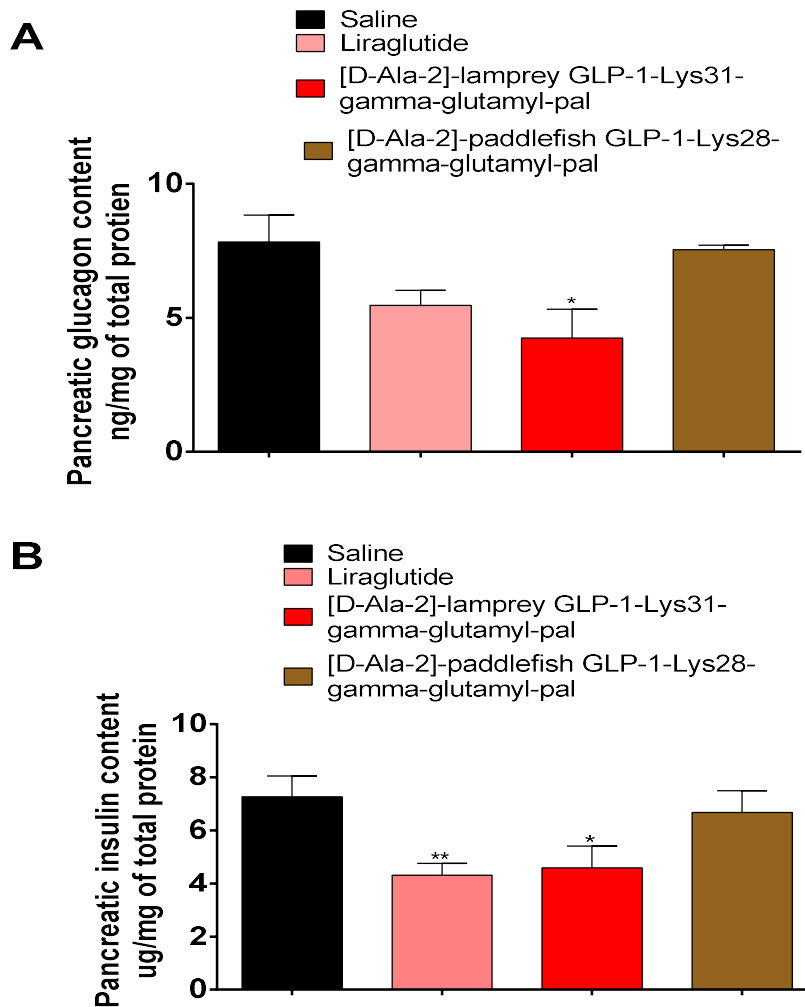 A
Saline
Liraglutide
[D-Ala-2]-lamprey GLP-1-Lys31-
gamma-glutamyl-pal
[D-Ala-2]-paddlefish GLP-1-Lys28-
gamma-glutamyl-pal
Pancreatic glucagon content
ng/mg of total protien
10
5
0
*
B
Saline
Liraglutide
[D-Ala-2]-lamprey GLP-1-Lys31-
gamma-glutamyl-pal
[D-Ala-2]-paddlefish GLP-1-Lys28-
gamma-glutamyl-pal
Pancreatic insulin content
ug/mg of total protein
10
8
6
4
2
0
**
*